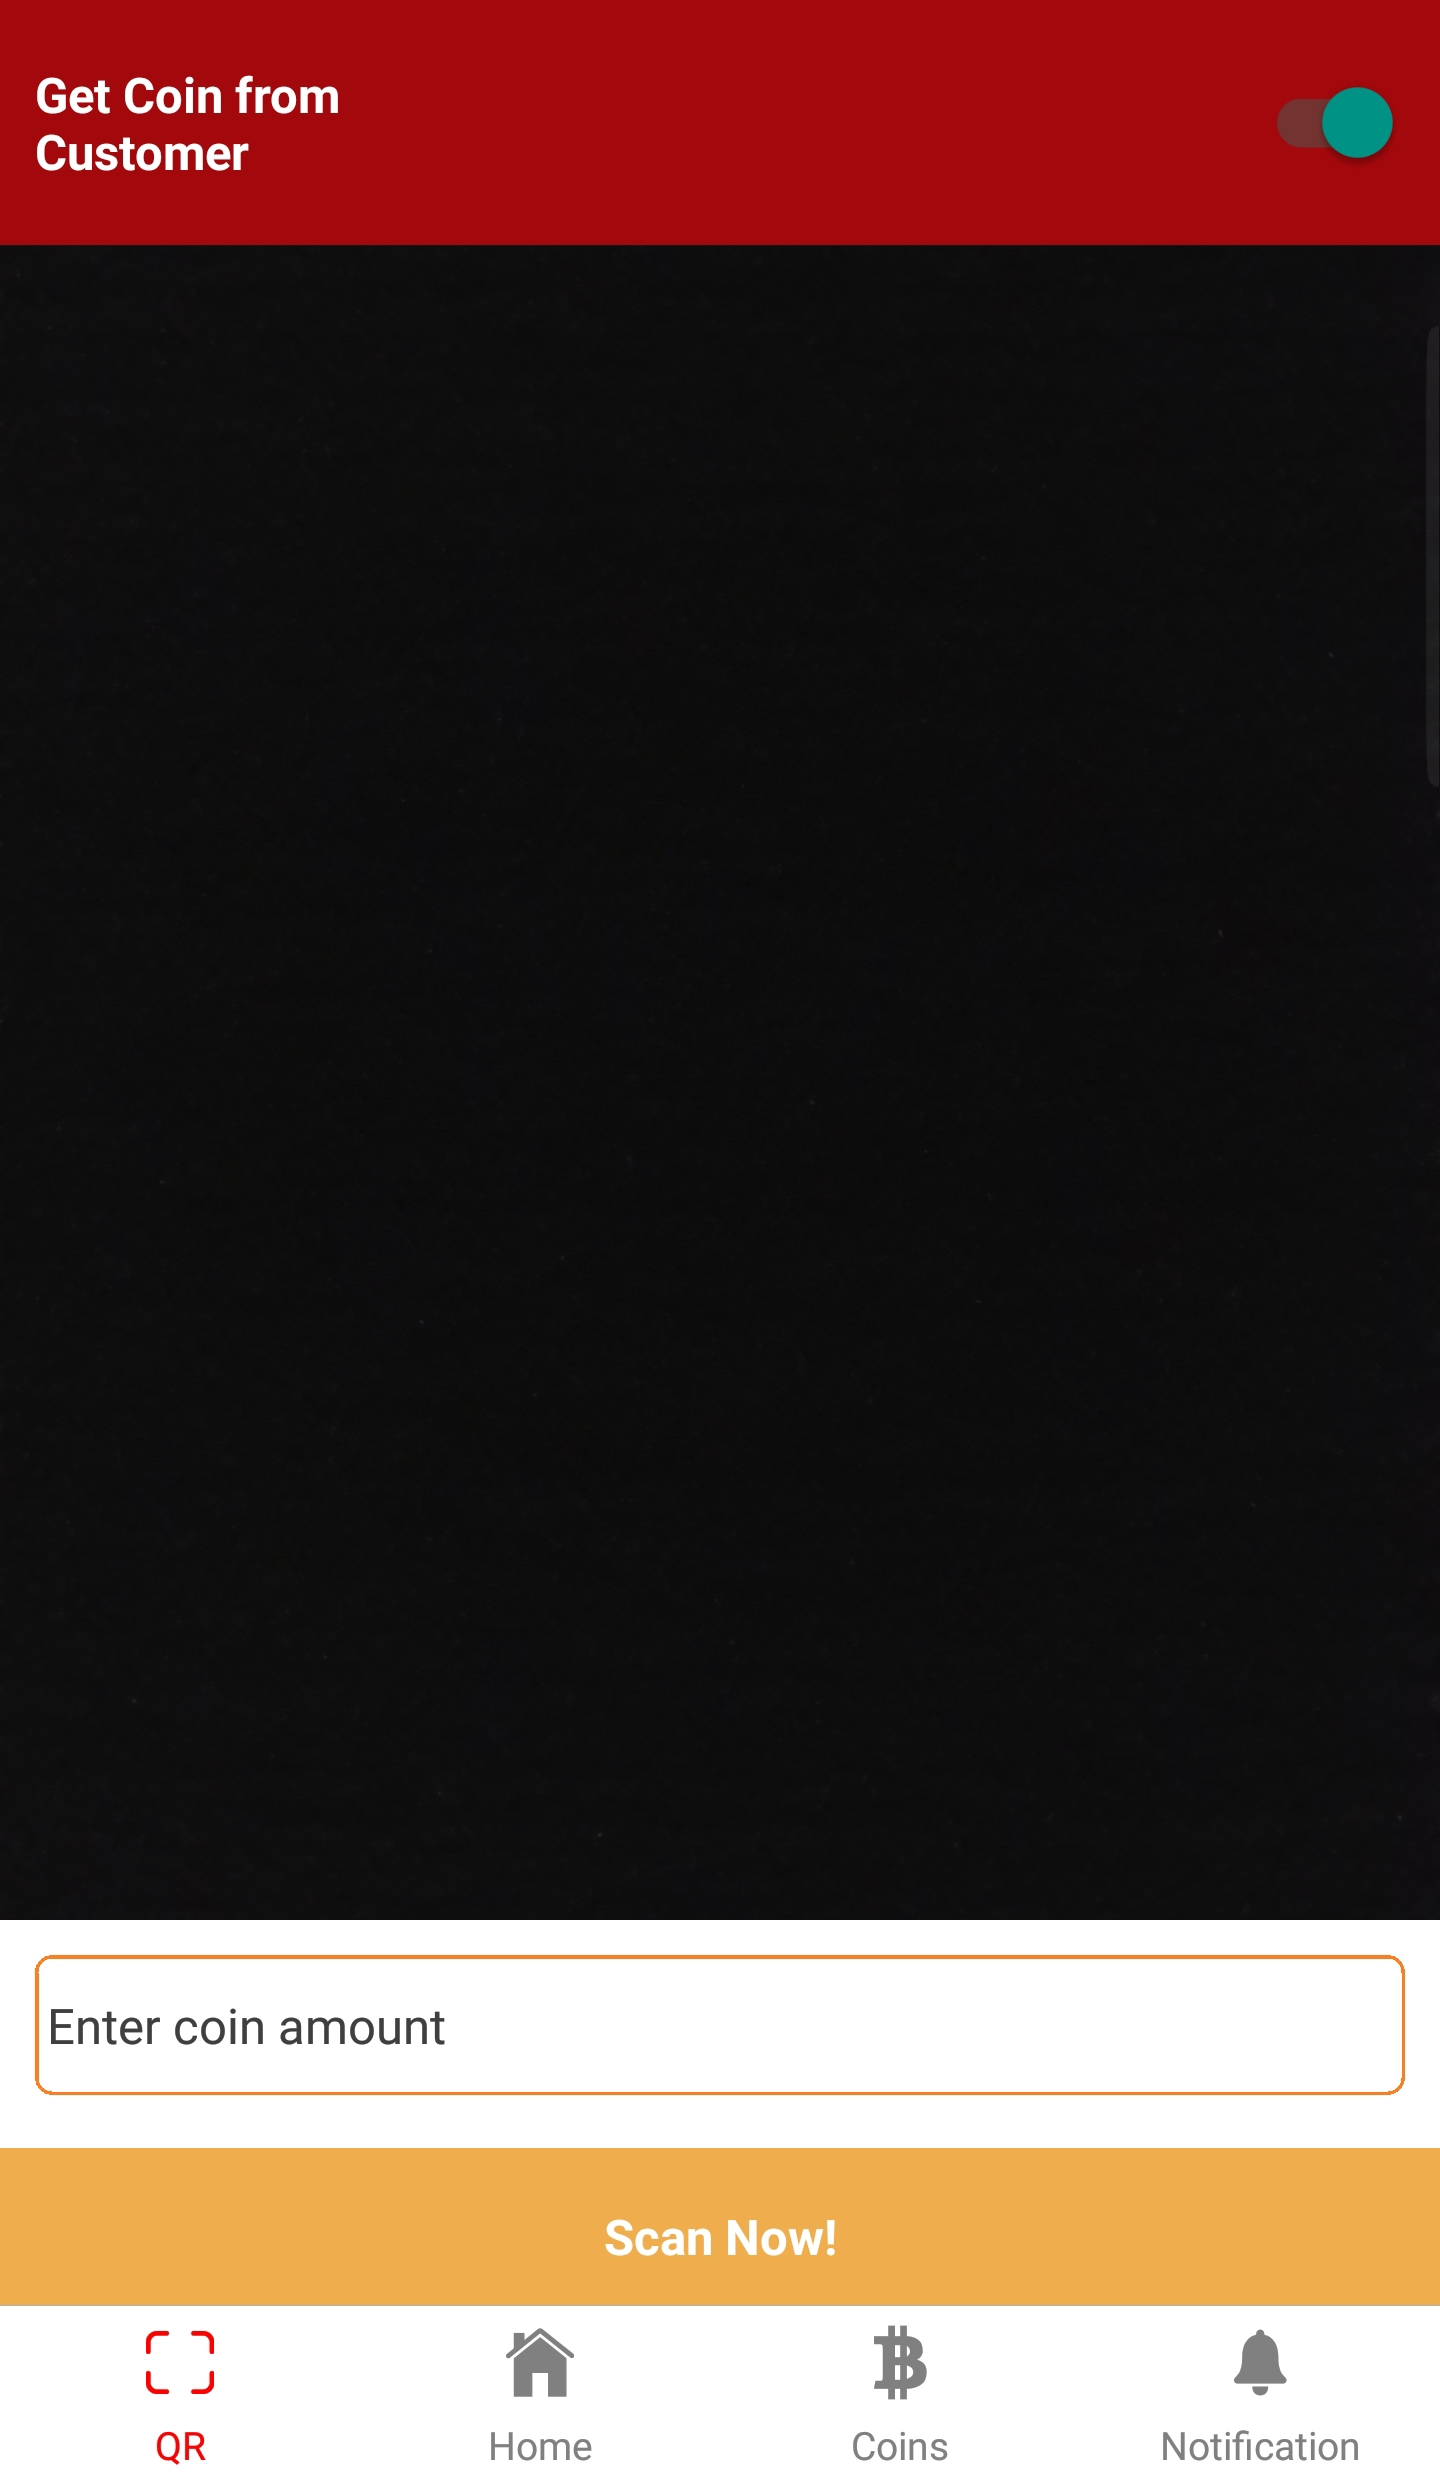 Get Coin from
Customer
Enter coin amount
Scan Now!
QR
Home
Coins
Notification